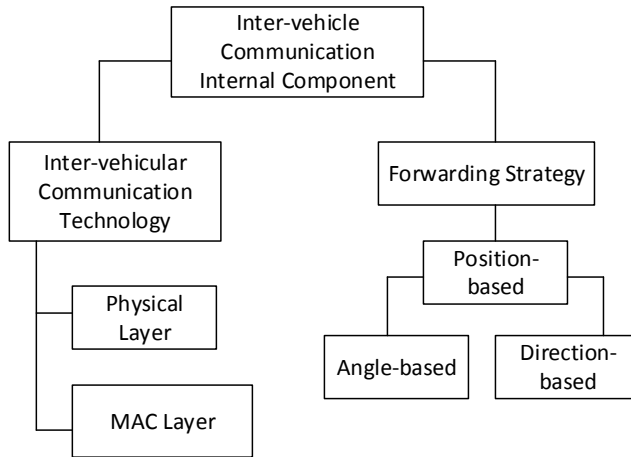 Inter-vehicle
Communication
Internal Component
Inter-vehicular
Communication
Technology
Forwarding Strategy
Physical
Layer
MAC Layer
Position-
based
Angle-based
Direction-
based